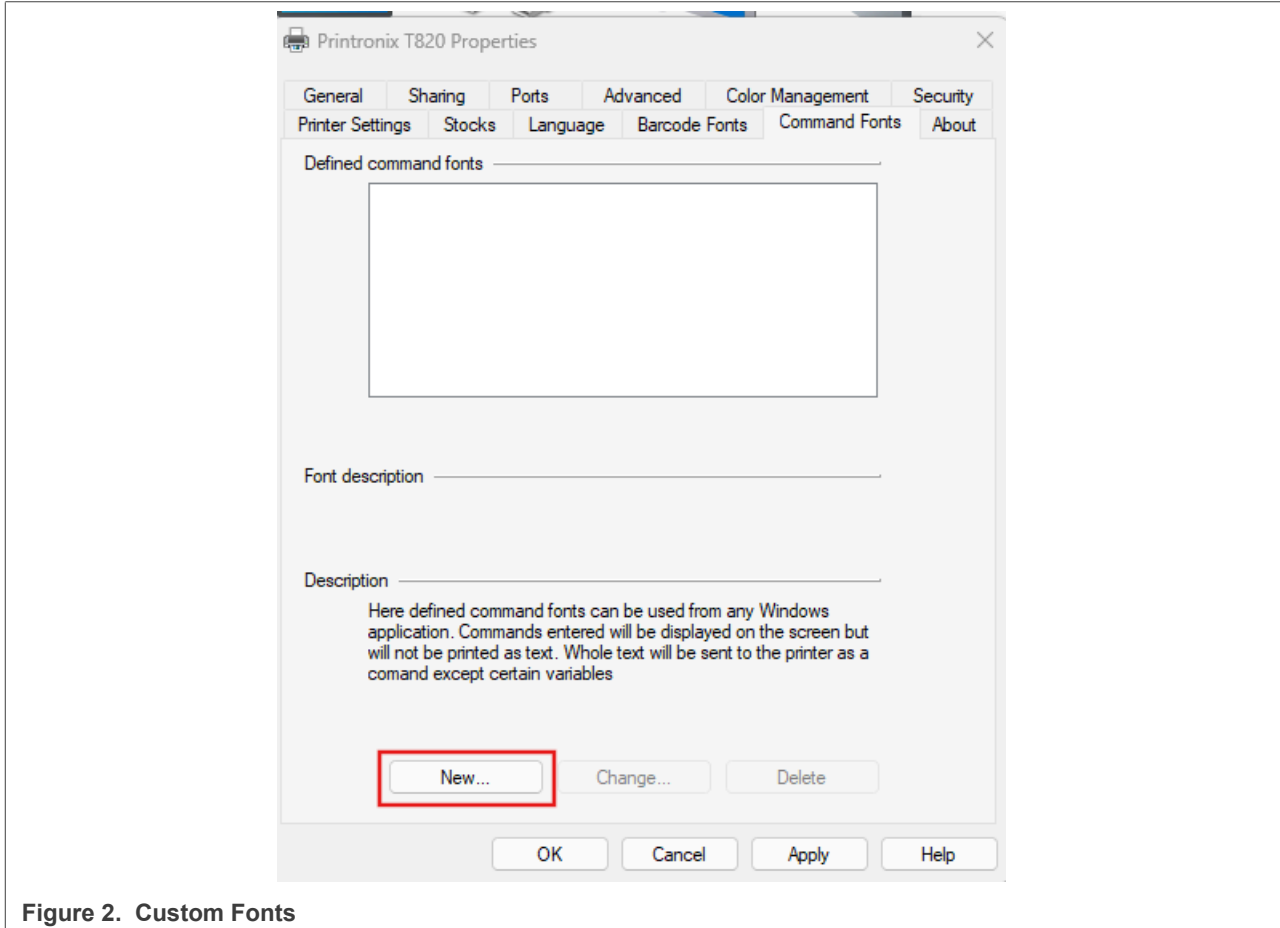 Printronix T820 Properties
General Sharing Ports Advanced Color Management Security
Printer Settings Stocks Language Barcode Fonts Command Fonts About
Defined command fonts
Font description
Description
Here defined command fonts can be used from any Windows
application. Commands entered will be displayed on the screen but
will not be printed as text. Whole text will be sent to the printer as a
comand except certain variables
New... Change... Delete
OK Cancel Apply Help
Figure 2. Custom Fonts